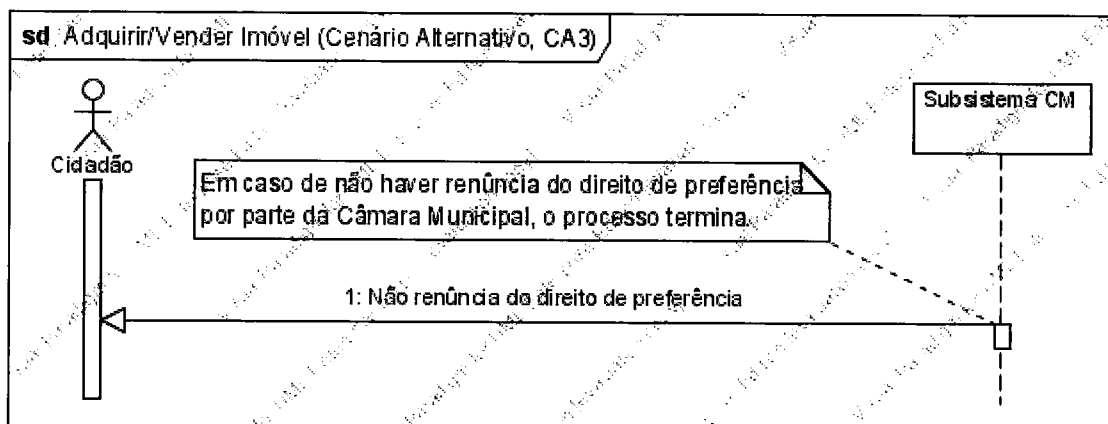 sd Adquirir/Vender Imóvel (Cenário Alternativo, CA3)
Subsistema CM
Cidadão
Em caso de não haver renúncia do direito de preferência
por parte da Câmara Municipal, o processo termina.
1: Não renúncia do direito de preferência